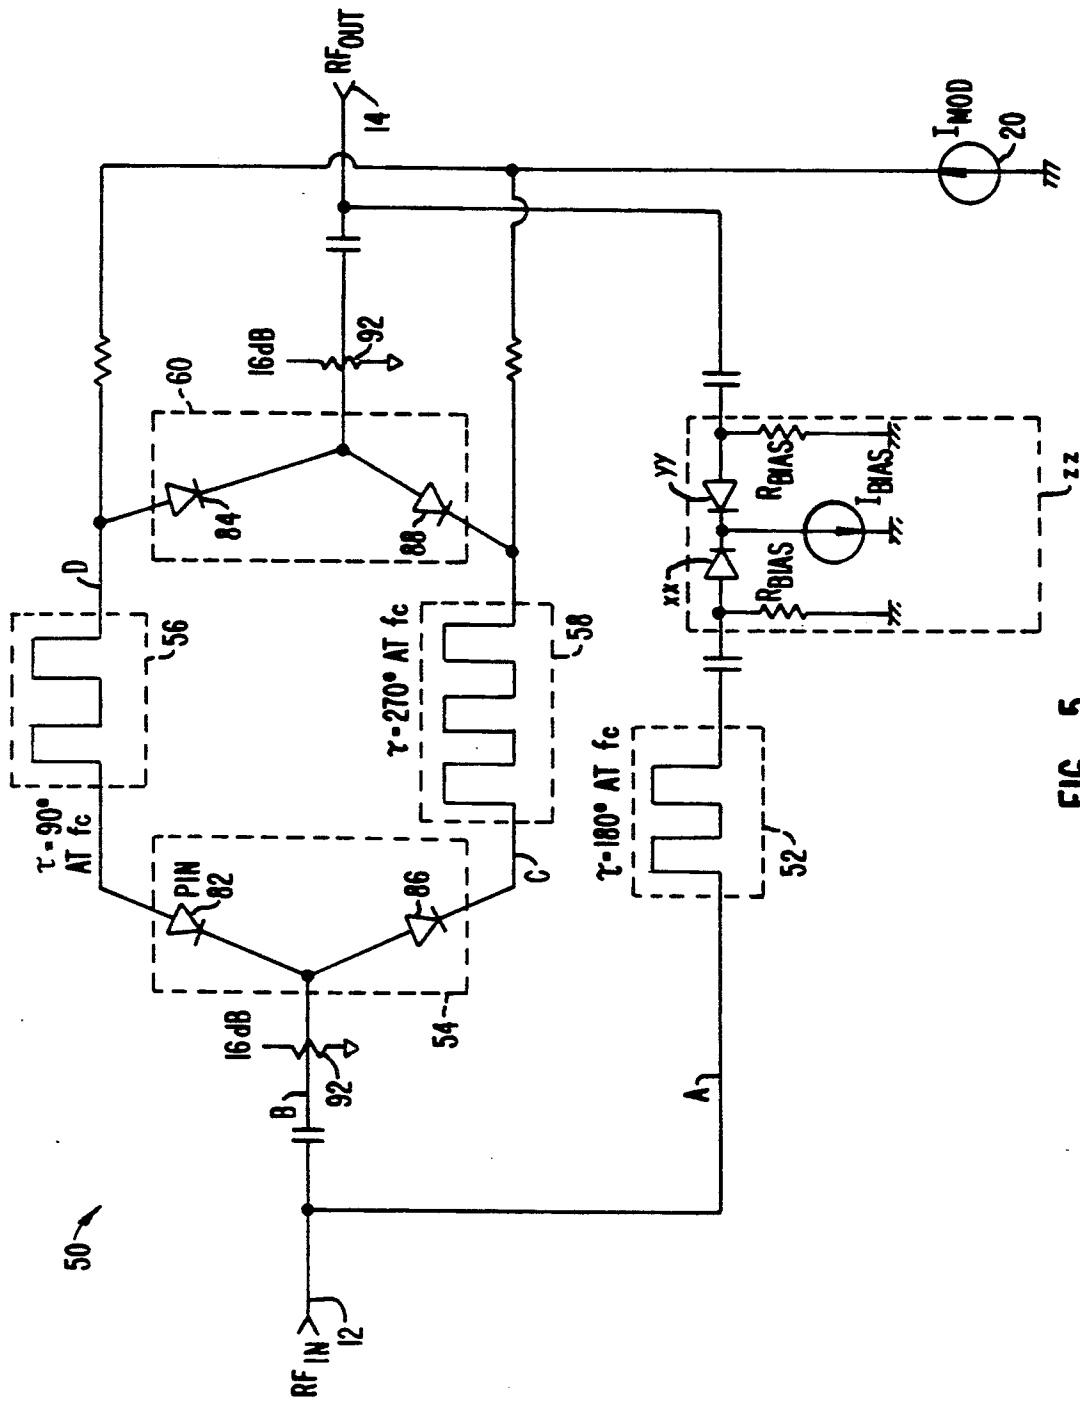 50
RF IN
12
B
92
16dB
54
PIN
82
86
τ=90°
AT fc
56
D
C
τ=270° AT fc
58
84
88
60
16dB
92
RF OUT
14
A
τ=180° AT fc
52
xx
yy
R BIAS
R BIAS
I BIAS
zz
I MOD
20
FIG. 5